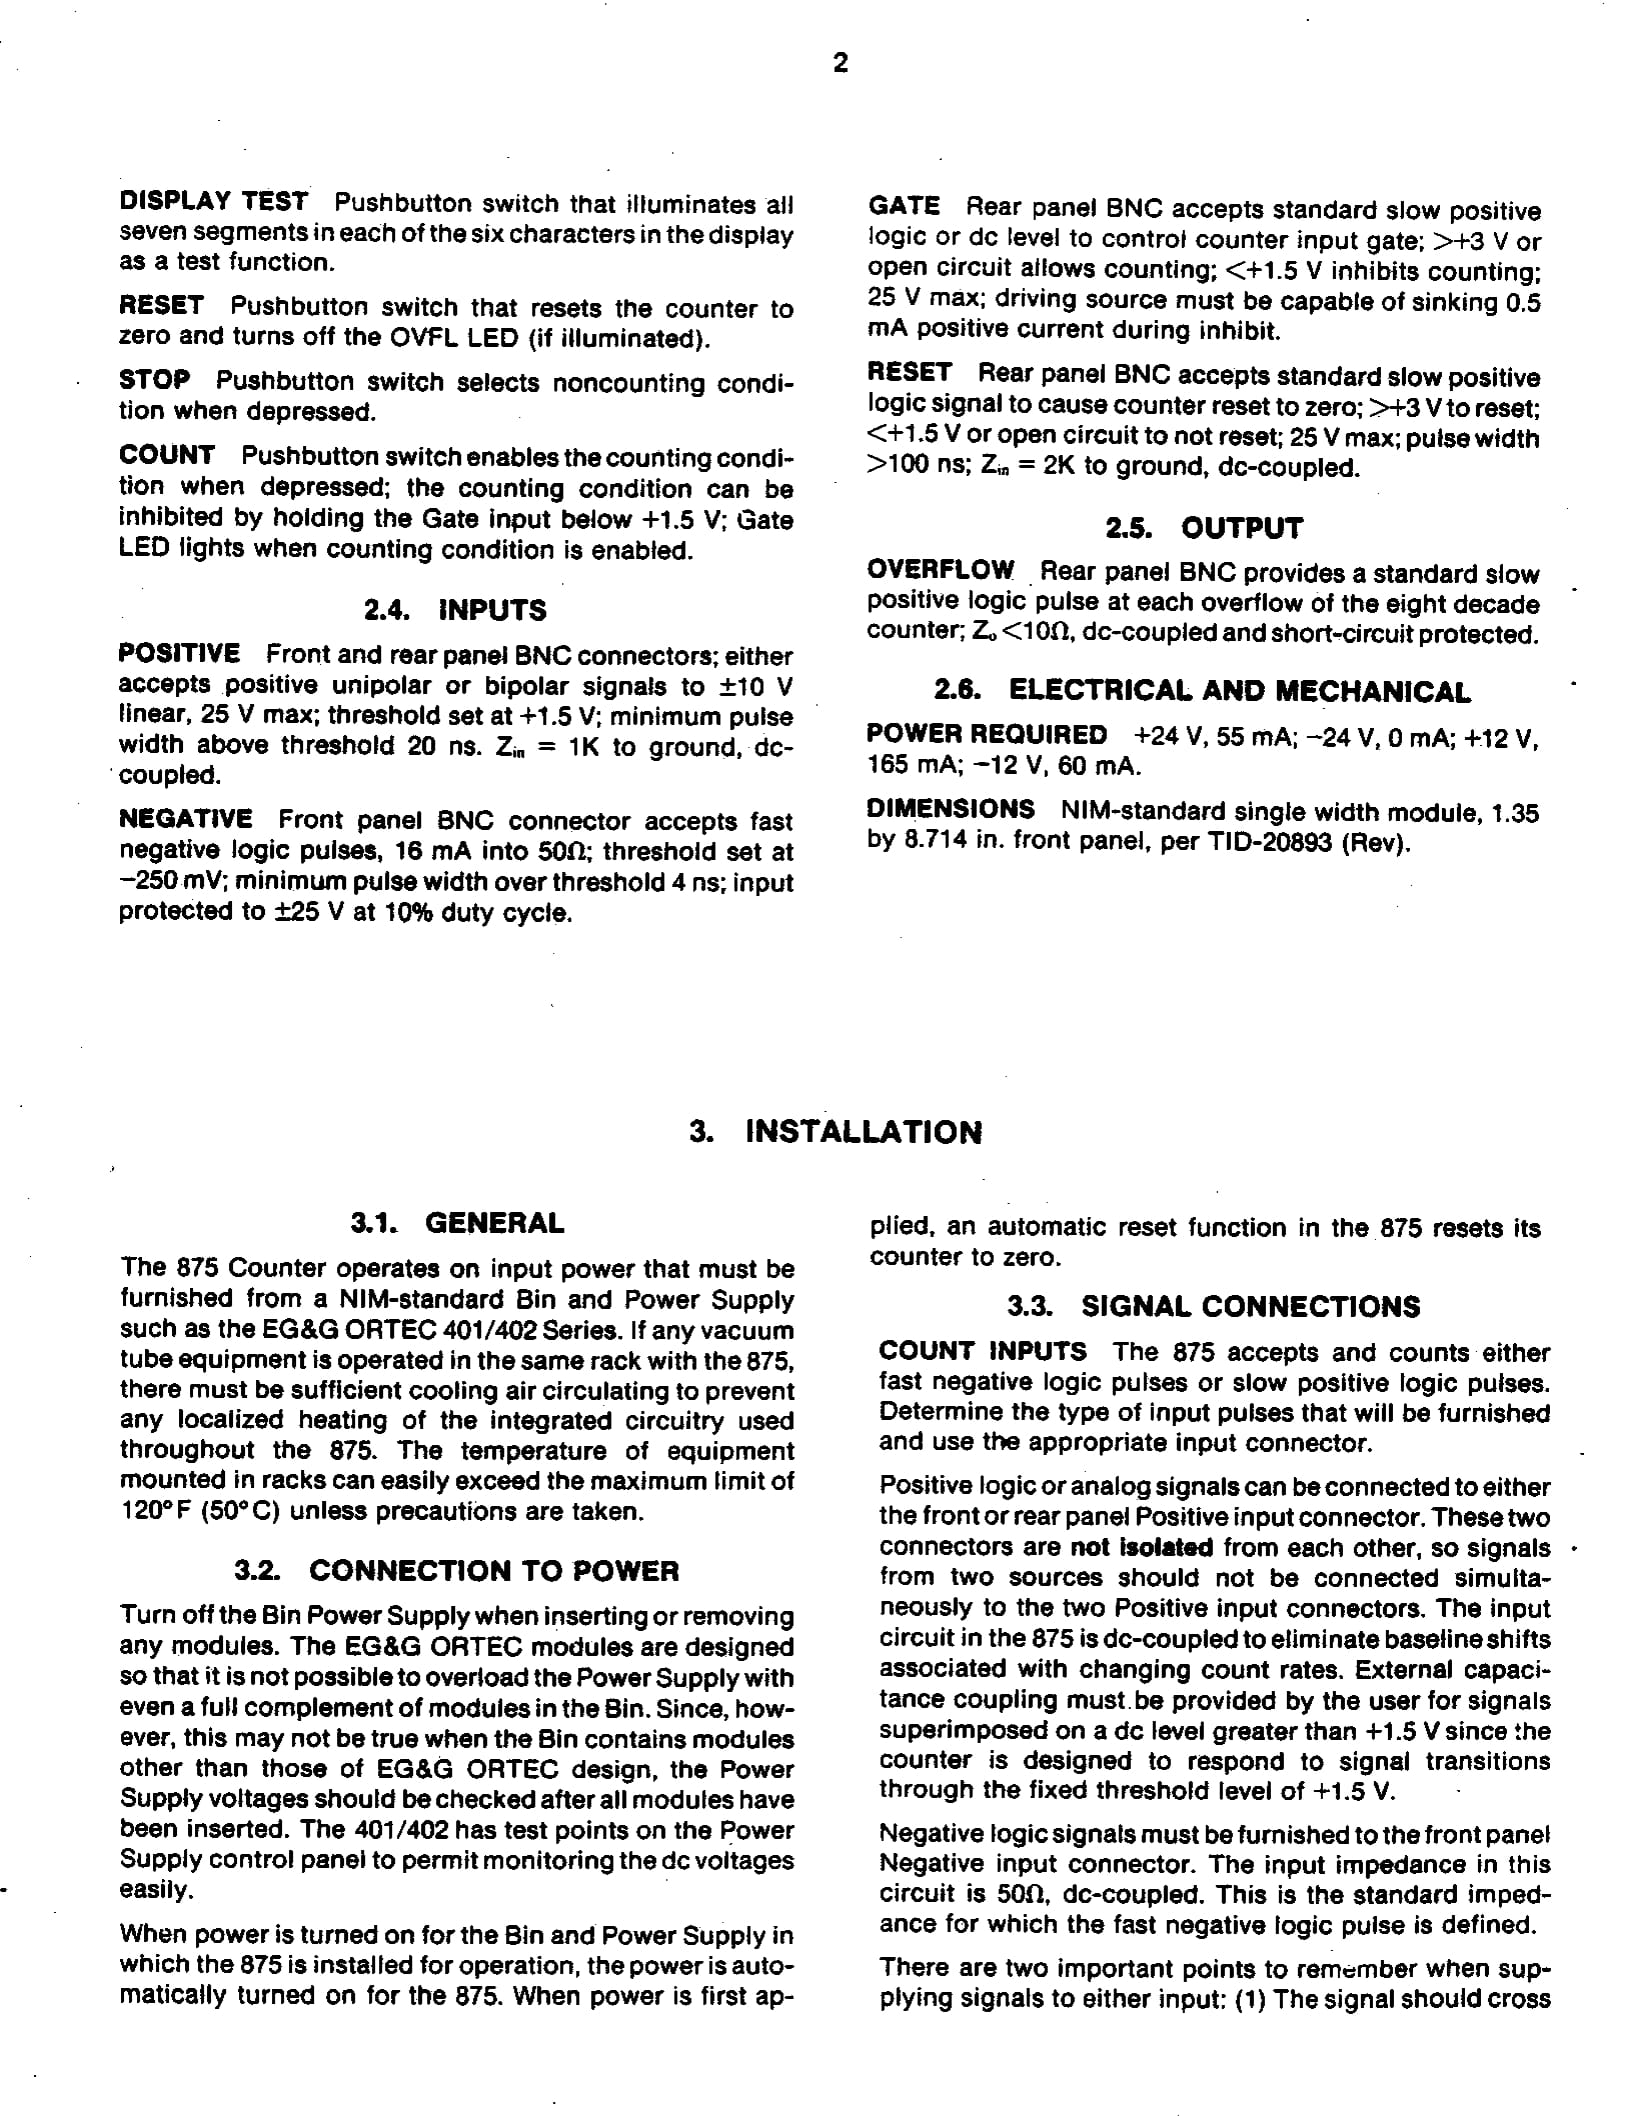 2
DISPLAY TEST Pushbutton switch that illuminates all
seven segments in each of the six characters in the display
as a test function.
RESET Pushbutton switch that resets the counter to
zero and turns off the OVFL LED (if illuminated).
STOP Pushbutton switch selects noncounting condi-
tion when depressed.
COUNT Pushbutton switch enables the counting condi-
tion when depressed; the counting condition can be
inhibited by holding the Gate input below +1.5 V; Gate
LED lights when counting condition is enabled.
2.4. INPUTS
POSITIVE Front and rear panel BNC connectors; either
accepts positive unipolar or bipolar signals to ±10 V
linear, 25 V max; threshold set at +1.5 V; minimum pulse
width above threshold 20 ns. Zin = 1K to ground, dc-
coupled.
NEGATIVE Front panel BNC connector accepts fast
negative logic pulses, 16 mA into 50Ω; threshold set at
−250 mV; minimum pulse width over threshold 4 ns; input
protected to ±25 V at 10% duty cycle.
GATE Rear panel BNC accepts standard slow positive
logic or dc level to control counter input gate; >+3 V or
open circuit allows counting; <+1.5 V inhibits counting;
25 V max; driving source must be capable of sinking 0.5
mA positive current during inhibit.
RESET Rear panel BNC accepts standard slow positive
logic signal to cause counter reset to zero; >+3 V to reset;
<+1.5 V or open circuit to not reset; 25 V max; pulse width
>100 ns; Zin = 2K to ground, dc-coupled.
2.5. OUTPUT
OVERFLOW Rear panel BNC provides a standard slow
positive logic pulse at each overflow of the eight decade
counter; Zo <10Ω, dc-coupled and short-circuit protected.
2.6. ELECTRICAL AND MECHANICAL
POWER REQUIRED +24 V, 55 mA; −24 V, 0 mA; +12 V,
165 mA; −12 V, 60 mA.
DIMENSIONS NIM-standard single width module, 1.35
by 8.714 in. front panel, per TID-20893 (Rev).
3. INSTALLATION
3.1. GENERAL
The 875 Counter operates on input power that must be
furnished from a NIM-standard Bin and Power Supply
such as the EG&G ORTEC 401/402 Series. If any vacuum
tube equipment is operated in the same rack with the 875,
there must be sufficient cooling air circulating to prevent
any localized heating of the integrated circuitry used
throughout the 875. The temperature of equipment
mounted in racks can easily exceed the maximum limit of
120°F (50°C) unless precautions are taken.
3.2. CONNECTION TO POWER
Turn off the Bin Power Supply when inserting or removing
any modules. The EG&G ORTEC modules are designed
so that it is not possible to overload the Power Supply with
even a full complement of modules in the Bin. Since, how-
ever, this may not be true when the Bin contains modules
other than those of EG&G ORTEC design, the Power
Supply voltages should be checked after all modules have
been inserted. The 401/402 has test points on the Power
Supply control panel to permit monitoring the dc voltages
easily.
When power is turned on for the Bin and Power Supply in
which the 875 is installed for operation, the power is auto-
matically turned on for the 875. When power is first ap-
plied, an automatic reset function in the 875 resets its
counter to zero.
3.3. SIGNAL CONNECTIONS
COUNT INPUTS The 875 accepts and counts either
fast negative logic pulses or slow positive logic pulses.
Determine the type of input pulses that will be furnished
and use the appropriate input connector.
Positive logic or analog signals can be connected to either
the front or rear panel Positive input connector. These two
connectors are not isolated from each other, so signals
from two sources should not be connected simulta-
neously to the two Positive input connectors. The input
circuit in the 875 is dc-coupled to eliminate baseline shifts
associated with changing count rates. External capaci-
tance coupling must be provided by the user for signals
superimposed on a dc level greater than +1.5 V since the
counter is designed to respond to signal transitions
through the fixed threshold level of +1.5 V.
Negative logic signals must be furnished to the front panel
Negative input connector. The input impedance in this
circuit is 50Ω, dc-coupled. This is the standard imped-
ance for which the fast negative logic pulse is defined.
There are two important points to remember when sup-
plying signals to either input: (1) The signal should cross